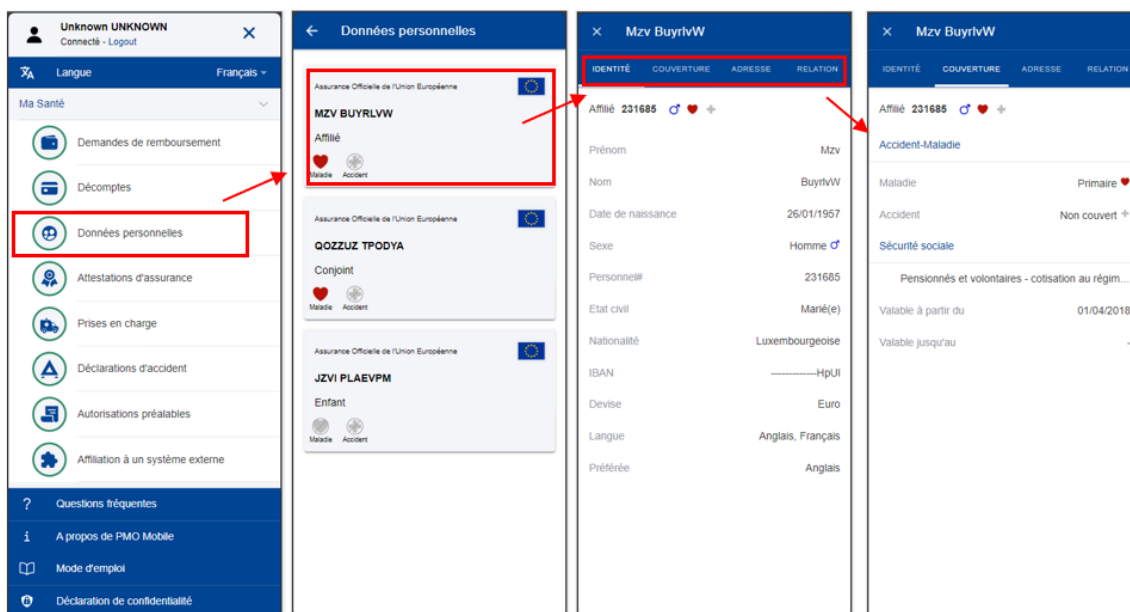 Unknown UNKNOWN
Connecté - Logout
Langue
Français
Ma Santé
Demandes de remboursement
Décomptes
Données personnelles
Attestations d'assurance
Prises en charge
Déclarations d'accident
Autorisations préalables
Affiliation à un système externe
? Questions fréquentes
i A propos de PMO Mobile
Mode d'emploi
Déclaration de confidentialité
Données personnelles
Assurance Officielle de l'Union Européenne
MZV BUYRLVW
Affilié
Maladie Accident
Assurance Officielle de l'Union Européenne
QOZZUZ TPODYA
Conjoint
Maladie Accident
Assurance Officielle de l'Union Européenne
JZVI PLAEVPM
Enfant
Maladie Accident
Mzv BuyrlvW
IDENTITÉ COUVERTURE ADRESSE RELATION
Affilié 231685
Prénom Mzv
Nom BuyrlvW
Date de naissance 26/01/1957
Sexe Homme
Personnel# 231685
Etat civil Marié(e)
Nationalité Luxembourgeoise
IBAN -------------HpUI
Devise Euro
Langue Anglais, Français
Préférée Anglais
Mzv BuyrlvW
IDENTITÉ COUVERTURE ADRESSE RELATION
Affilié 231685
Accident-Maladie
Maladie Primaire
Accident Non couvert
Sécurité sociale
Pensionnés et volontaires - cotisation au régim...
Valable à partir du 01/04/2018
Valable jusqu'au -